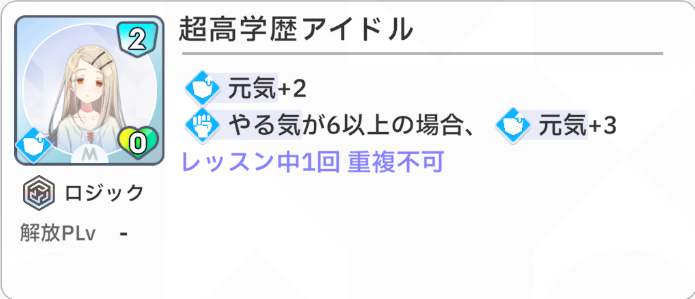 超高学歴アイドル
2
0
M
元気+2
やる気が6以上の場合、元気+3
レッスン中1回 重複不可
ロジック
解放PLv -